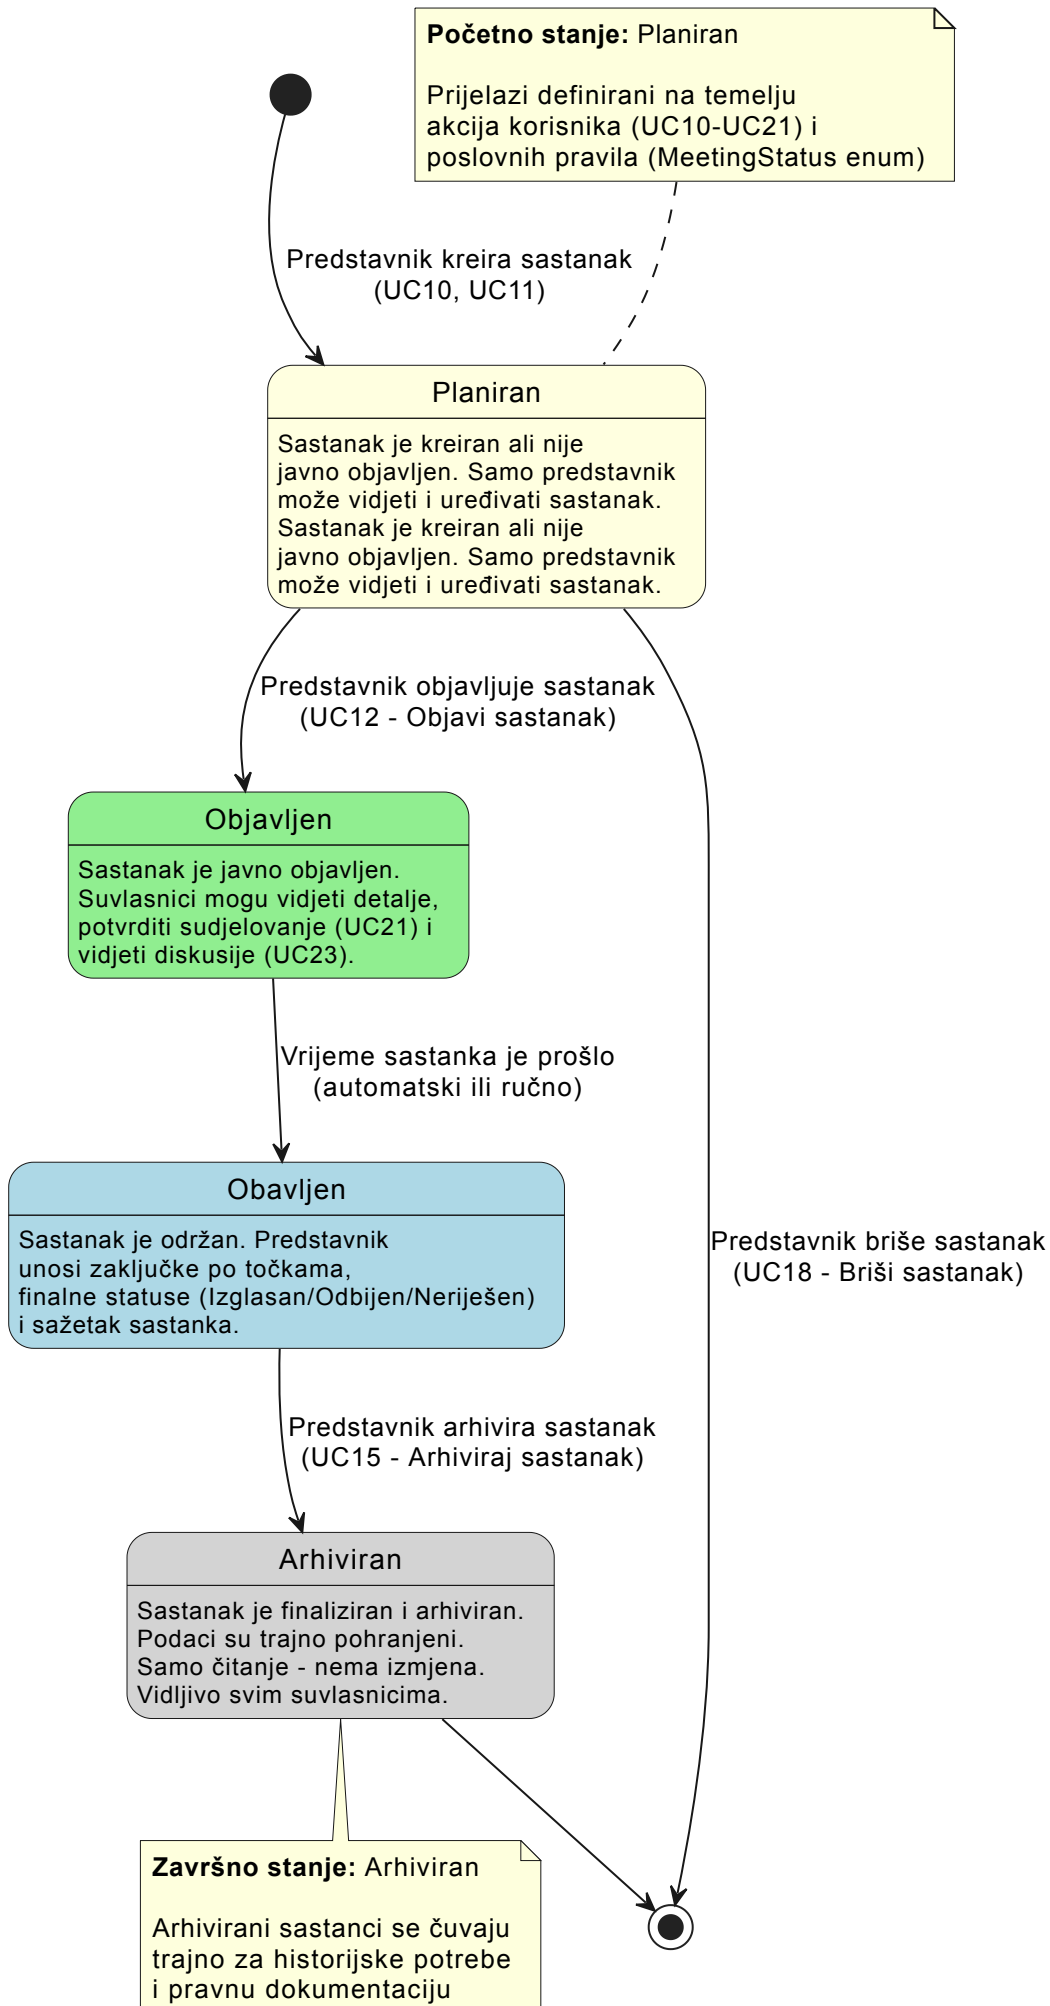 Početno stanje: Planiran
Prijelazi definirani na temelju
akcija korisnika (UC10-UC21) i
poslovnih pravila (MeetingStatus enum)
Predstavnik kreira sastanak
(UC10, UC11)
Planiran
Sastanak je kreiran ali nije
javno objavljen. Samo predstavnik
može vidjeti i uređivati sastanak.
Sastanak je kreiran ali nije
javno objavljen. Samo predstavnik
može vidjeti i uređivati sastanak.
Predstavnik objavljuje sastanak
(UC12 - Objavi sastanak)
Objavljen
Sastanak je javno objavljen.
Suvlasnici mogu vidjeti detalje,
potvrditi sudjelovanje (UC21) i
vidjeti diskusije (UC23).
Vrijeme sastanka je prošlo
(automatski ili ručno)
Obavljen
Sastanak je održan. Predstavnik
unosi zaključke po točkama,
finalne statuse (Izglasan/Odbijen/Neriješen)
i sažetak sastanka.
Predstavnik briše sastanak
(UC18 - Briši sastanak)
Predstavnik arhivira sastanak
(UC15 - Arhiviraj sastanak)
Arhiviran
Sastanak je finaliziran i arhiviran.
Podaci su trajno pohranjeni.
Samo čitanje - nema izmjena.
Vidljivo svim suvlasnicima.
Završno stanje: Arhiviran
Arhivirani sastanci se čuvaju
trajno za historijske potrebe
i pravnu dokumentaciju